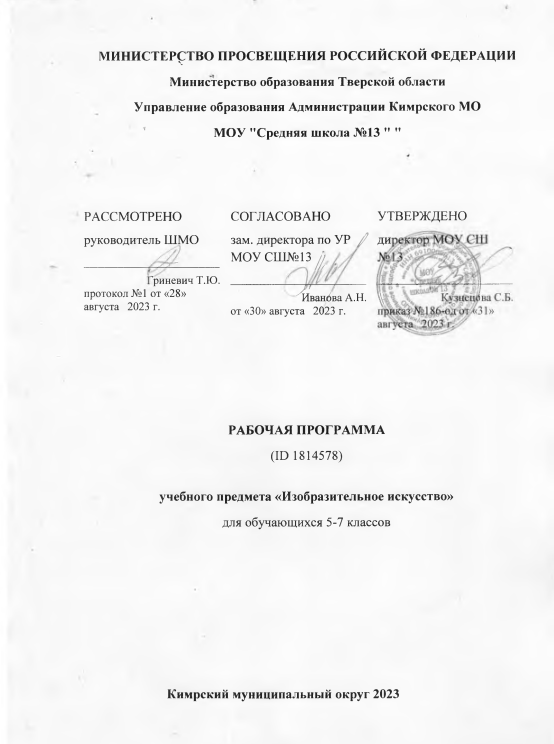 МИНИСТЕРСТВО ПРОСВЕЩЕНИЯ РОССИЙСКОЙ ФЕДЕРАЦИИ
Министерство образования Тверской области
Управление образования Администрации Кимрского МО
МОУ "Средняя школа №13 " "
РАССМОТРЕНО
руководитель ШМО
Гриневич Т.Ю.
протокол №1 от «28»
августа 2023 г.
СОГЛАСОВАНО
зам. директора по УР
МОУ СШ№13
Иванова А.Н.
от «30» августа 2023 г.
УТВЕРЖДЕНО
директор МОУ СШ
№13
Кузнецова С.Б.
приказ №186-од от «31»
августа 2023 г.
РАБОЧАЯ ПРОГРАММА
(ID 1814578)
учебного предмета «Изобразительное искусство»
для обучающихся 5-7 классов
Кимрский муниципальный округ 2023